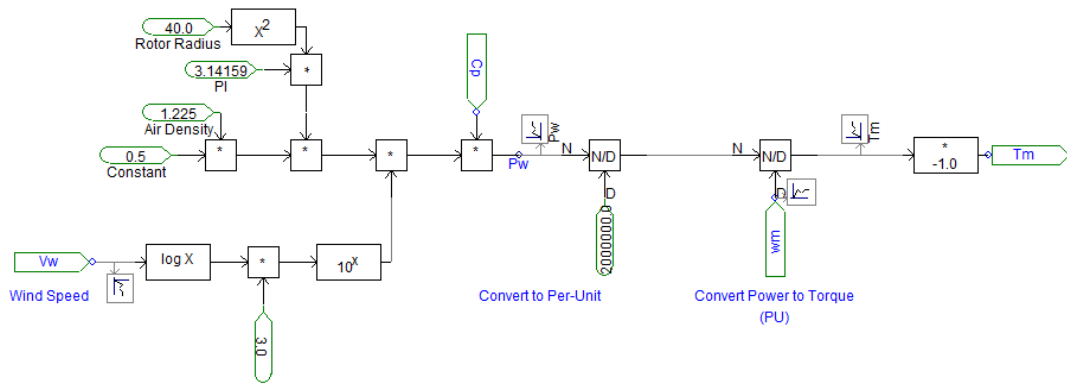 40.0
Rotor Radius
X2
3.14159
PI
*
1.225
Air Density
0.5
Constant
*
*
*
Cp
*
Pw
Pw
N
N/D
D
2000000.0
N
N/D
D
wm
Tm
*
-1.0
Tm
Vw
Wind Speed
log X
*
3.0
10x
Convert to Per-Unit
Convert Power to Torque
(PU)